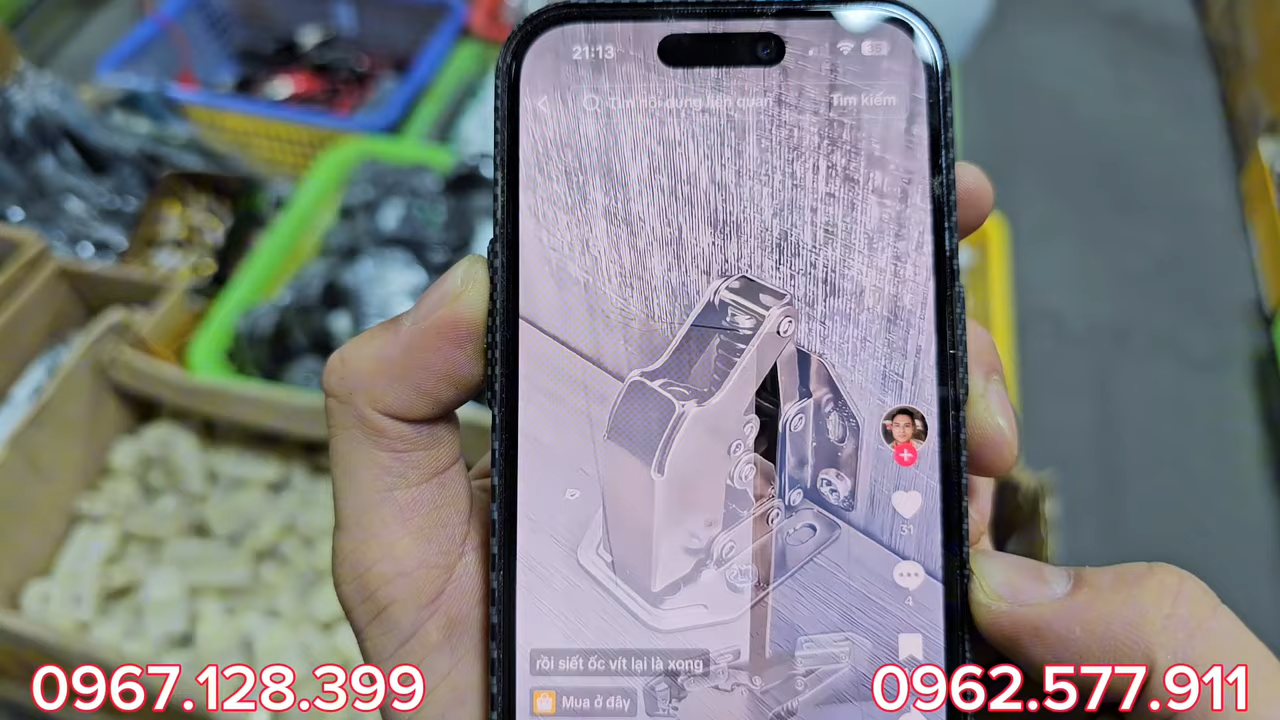 21:13
35
Tìm nội dung liên quan
Tìm kiếm
31
4
rồi siết ốc vít lại là xong
Mua ở đây
0967.128.399
0962.577.911